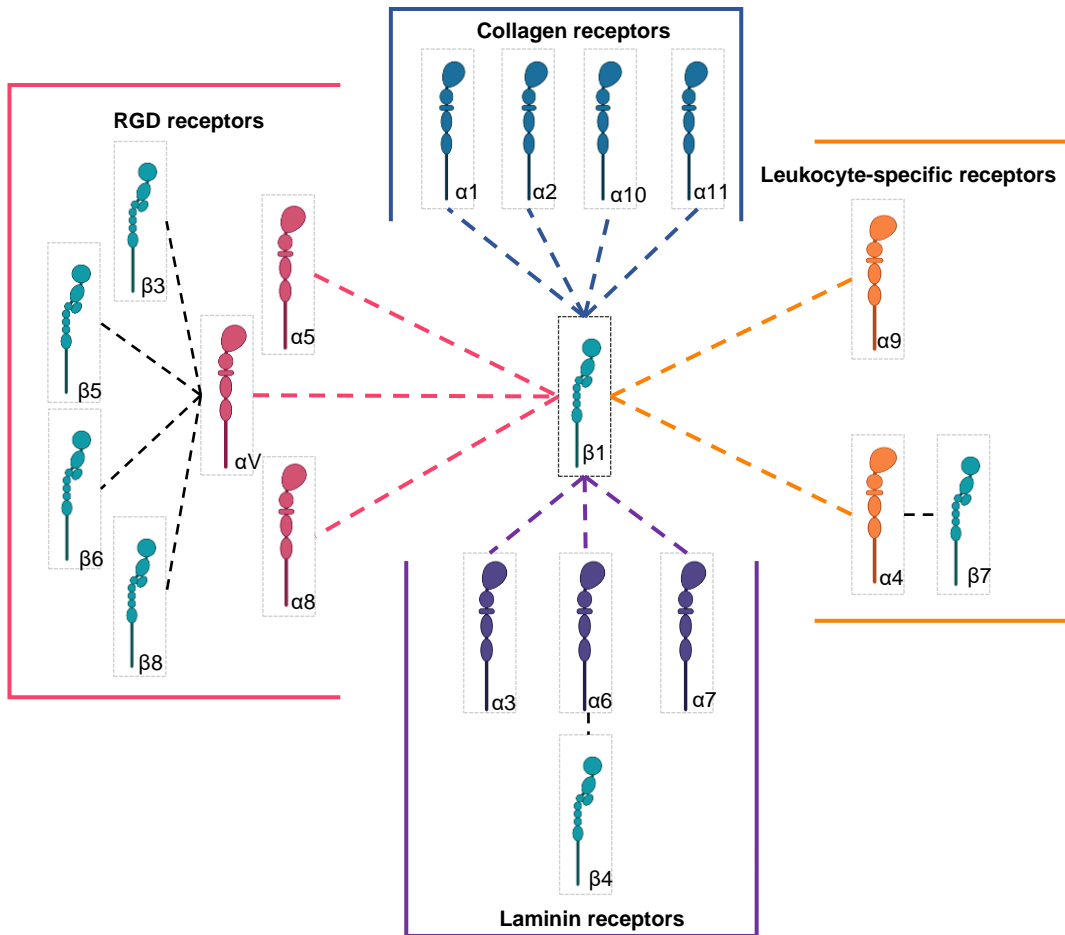 Collagen receptors
α1
α2
α10
α11
RGD receptors
β3
α5
β5
αV
β6
α8
β8
Leukocyte-specific receptors
α9
β1
α4
β7
α3
α6
α7
β4
Laminin receptors